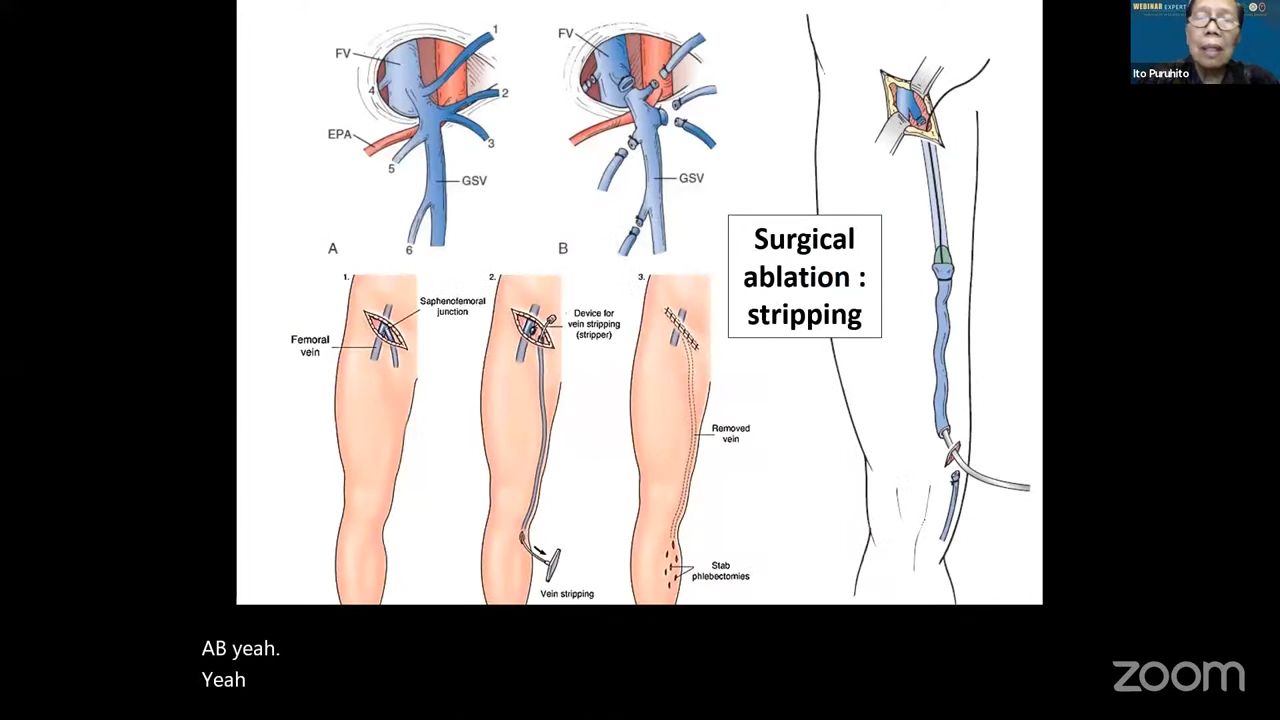 FV
1
4
2
EPA
3
5
GSV
6
A
FV
GSV
B
Surgical
ablation :
stripping
1.
Saphenofemoral
junction
Femoral
vein
2.
Device for
vein stripping
(stripper)
Vein stripping
3.
Removed
vein
Stab
phlebectomies
WEBINAR EXPERT
Ito Puruhito
AB yeah.
Yeah
zoom